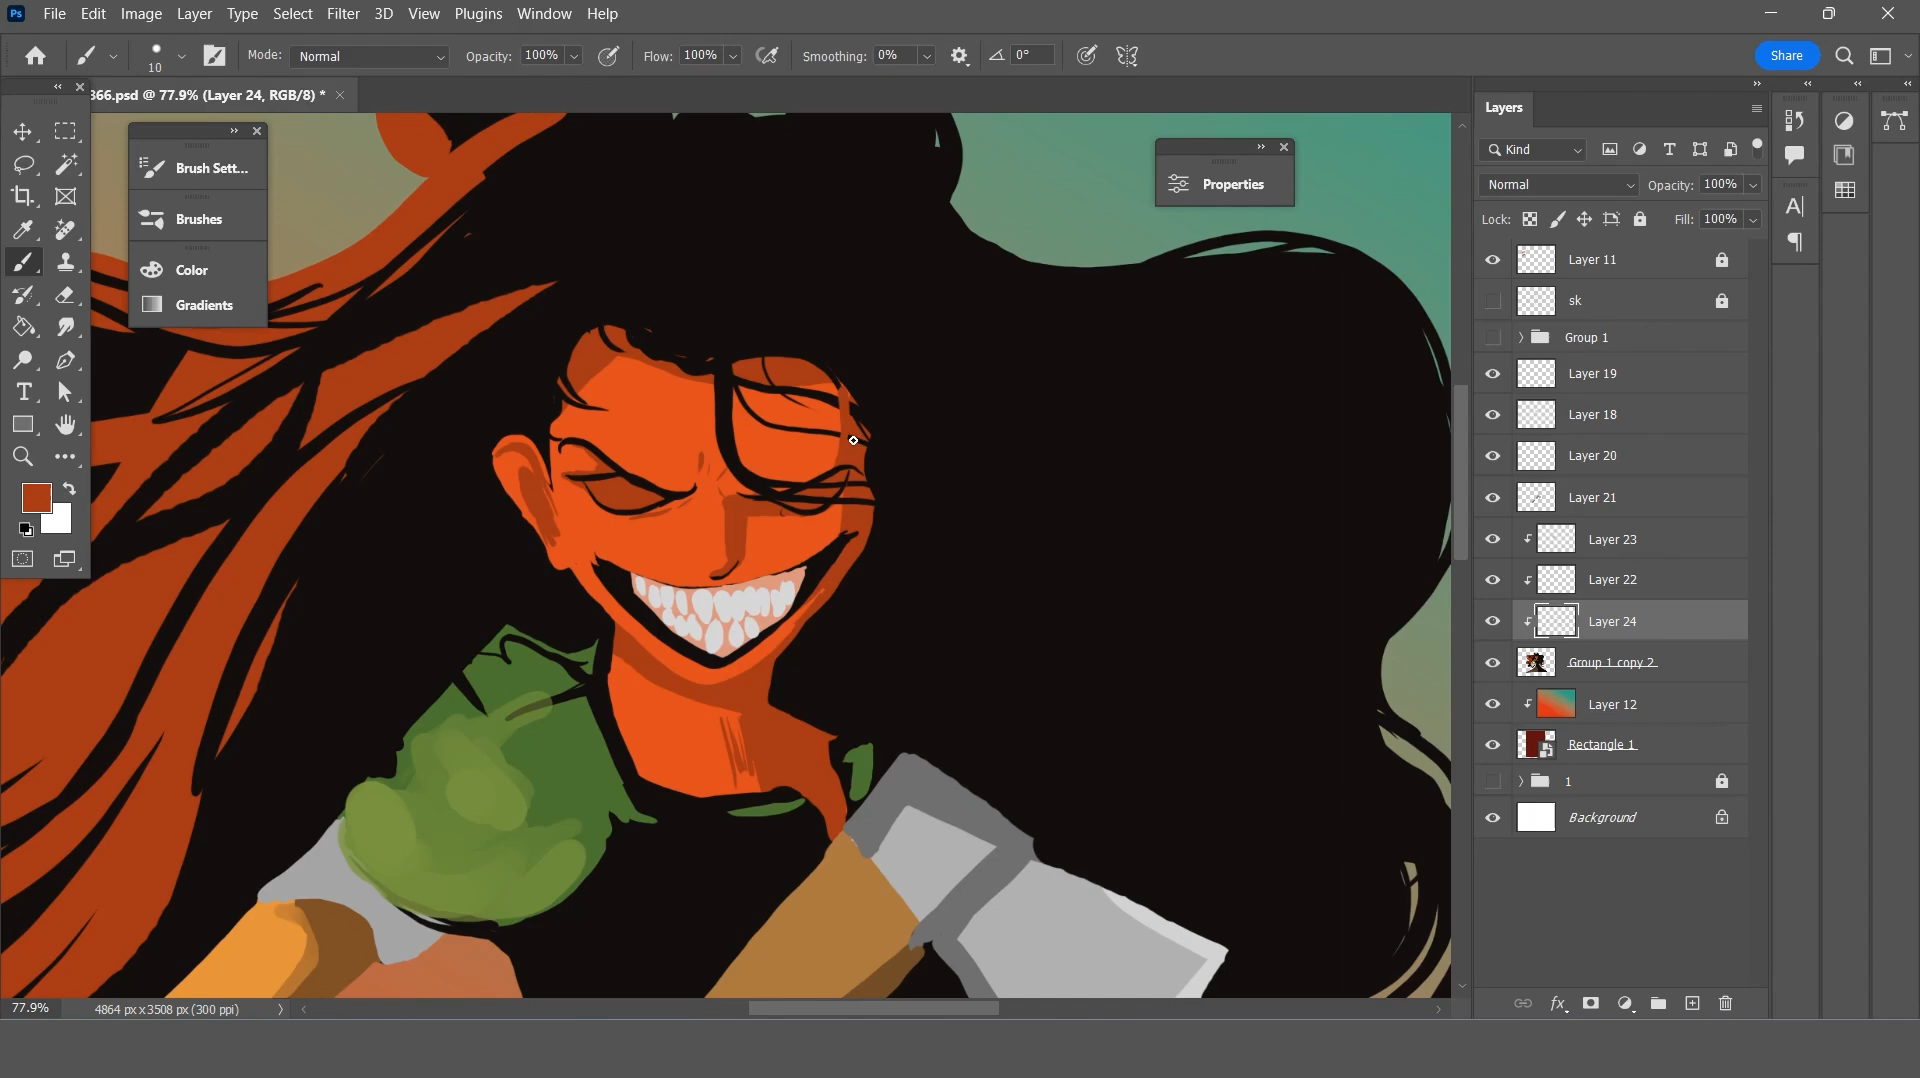 Ps File Edit Image Layer Type Select Filter 3D View Plugins Window Help
10 Mode: Normal Opacity: 100% Flow: 100% Smoothing: 0% 0° Share
366.psd @ 77.9% (Layer 24, RGB/8) *
Brush Sett...
Brushes
Color
Gradients
Properties
Layers
Kind
Normal Opacity: 100%
Lock: Fill: 100%
Layer 11
sk
Group 1
Layer 19
Layer 18
Layer 20
Layer 21
Layer 23
Layer 22
Layer 24
Group 1 copy 2
Layer 12
Rectangle 1
1
Background
fx
77.9% 4864 px x 3508 px (300 ppi)